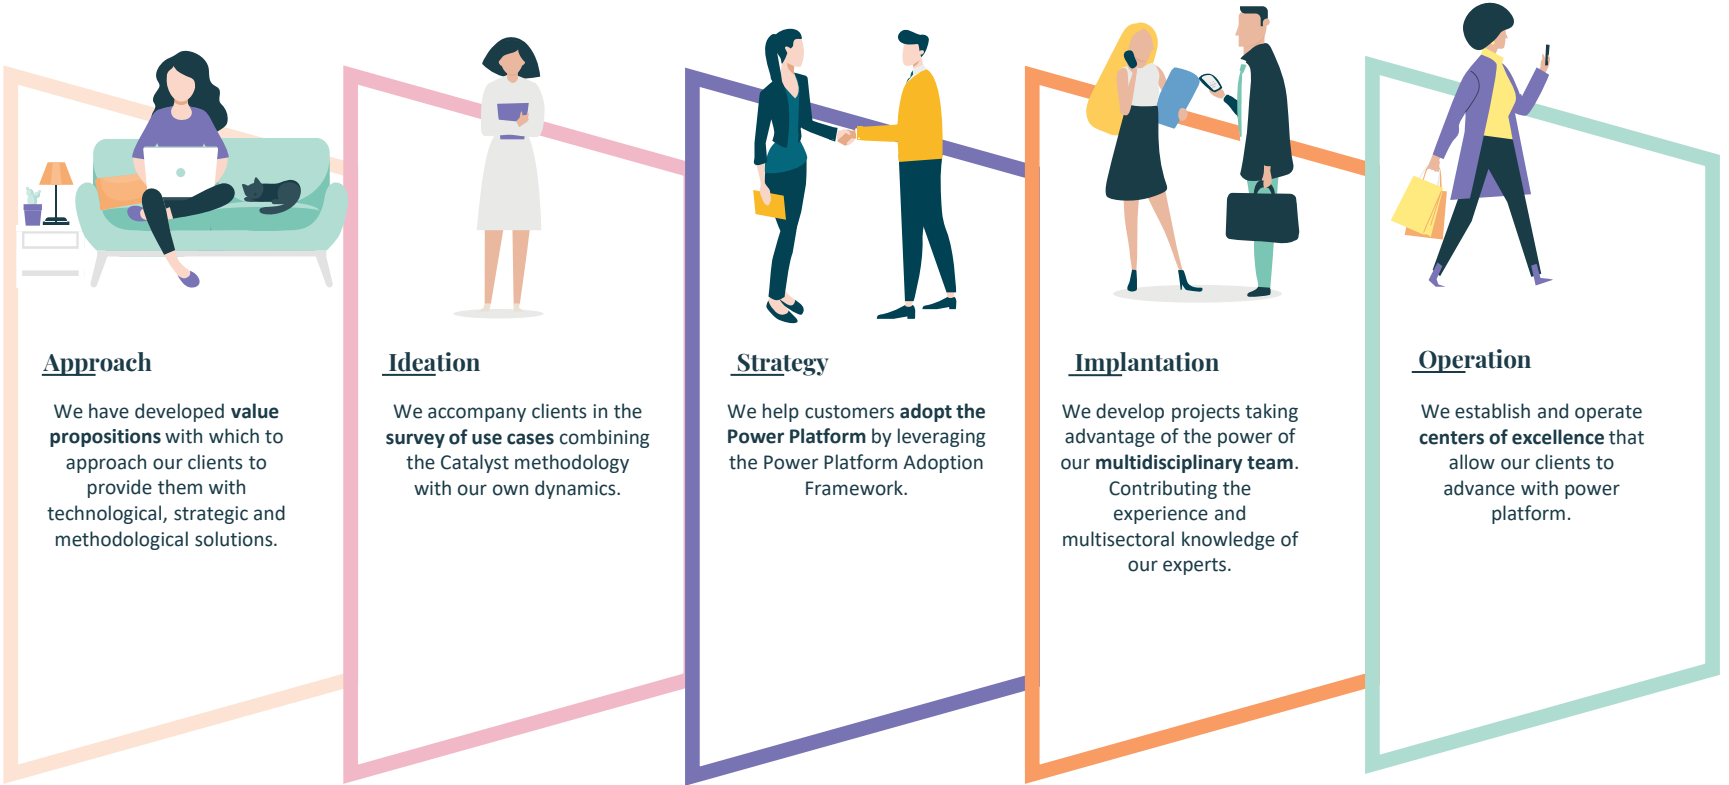 Approach
We have developed value
propositions with which to
approach our clients to
provide them with
technological, strategic and
methodological solutions.
Ideation
We accompany clients in the
survey of use cases combining
the Catalyst methodology
with our own dynamics.
Strategy
We help customers adopt the
Power Platform by leveraging
the Power Platform Adoption
Framework.
Implantation
We develop projects taking
advantage of the power of
our multidisciplinary team.
Contributing the
experience and
multisectoral knowledge of
our experts.
Operation
We establish and operate
centers of excellence that
allow our clients to
advance with power
platform.